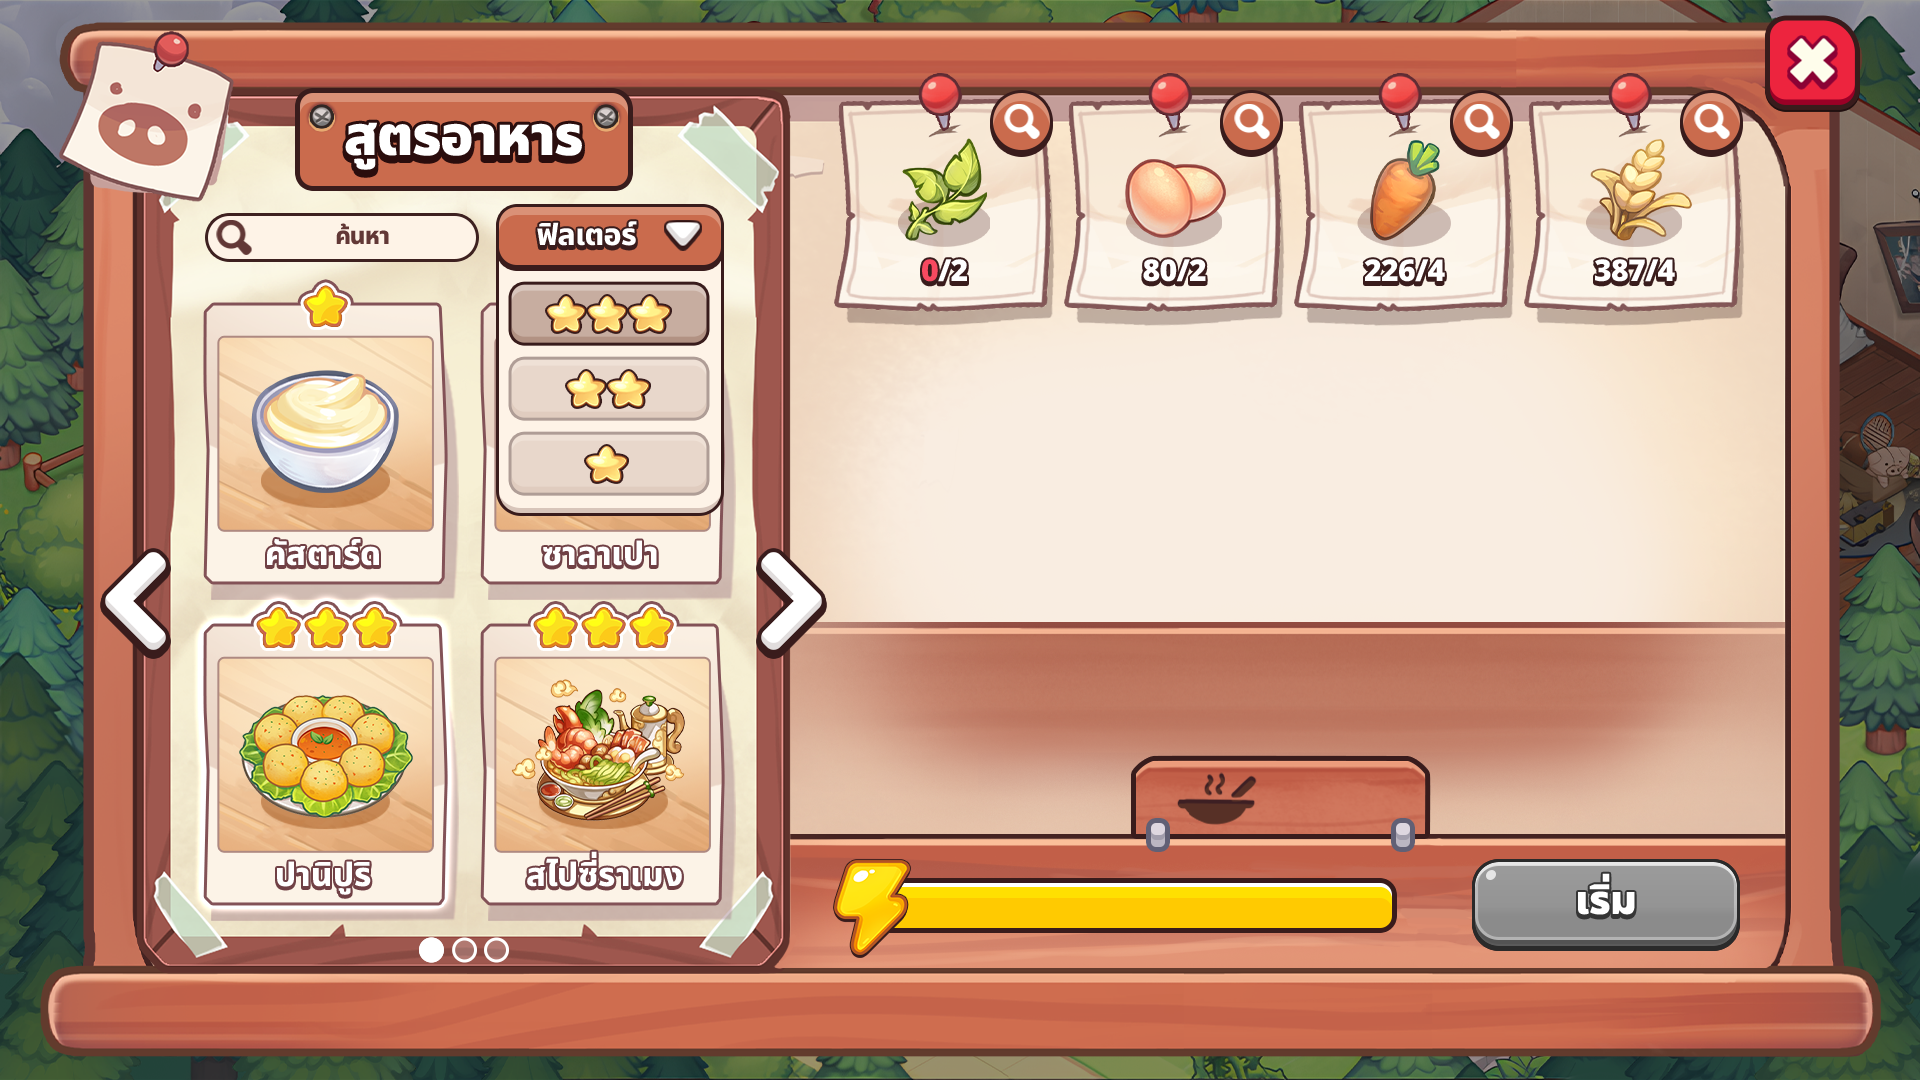 สูตรอาหาร
ค้นหา
ฟิลเตอร์
0/2
80/2
226/4
387/4
คัสตาร์ด
ซาลาเปา
ปานิปูริ
สไปซี่ราเมง
เริ่ม